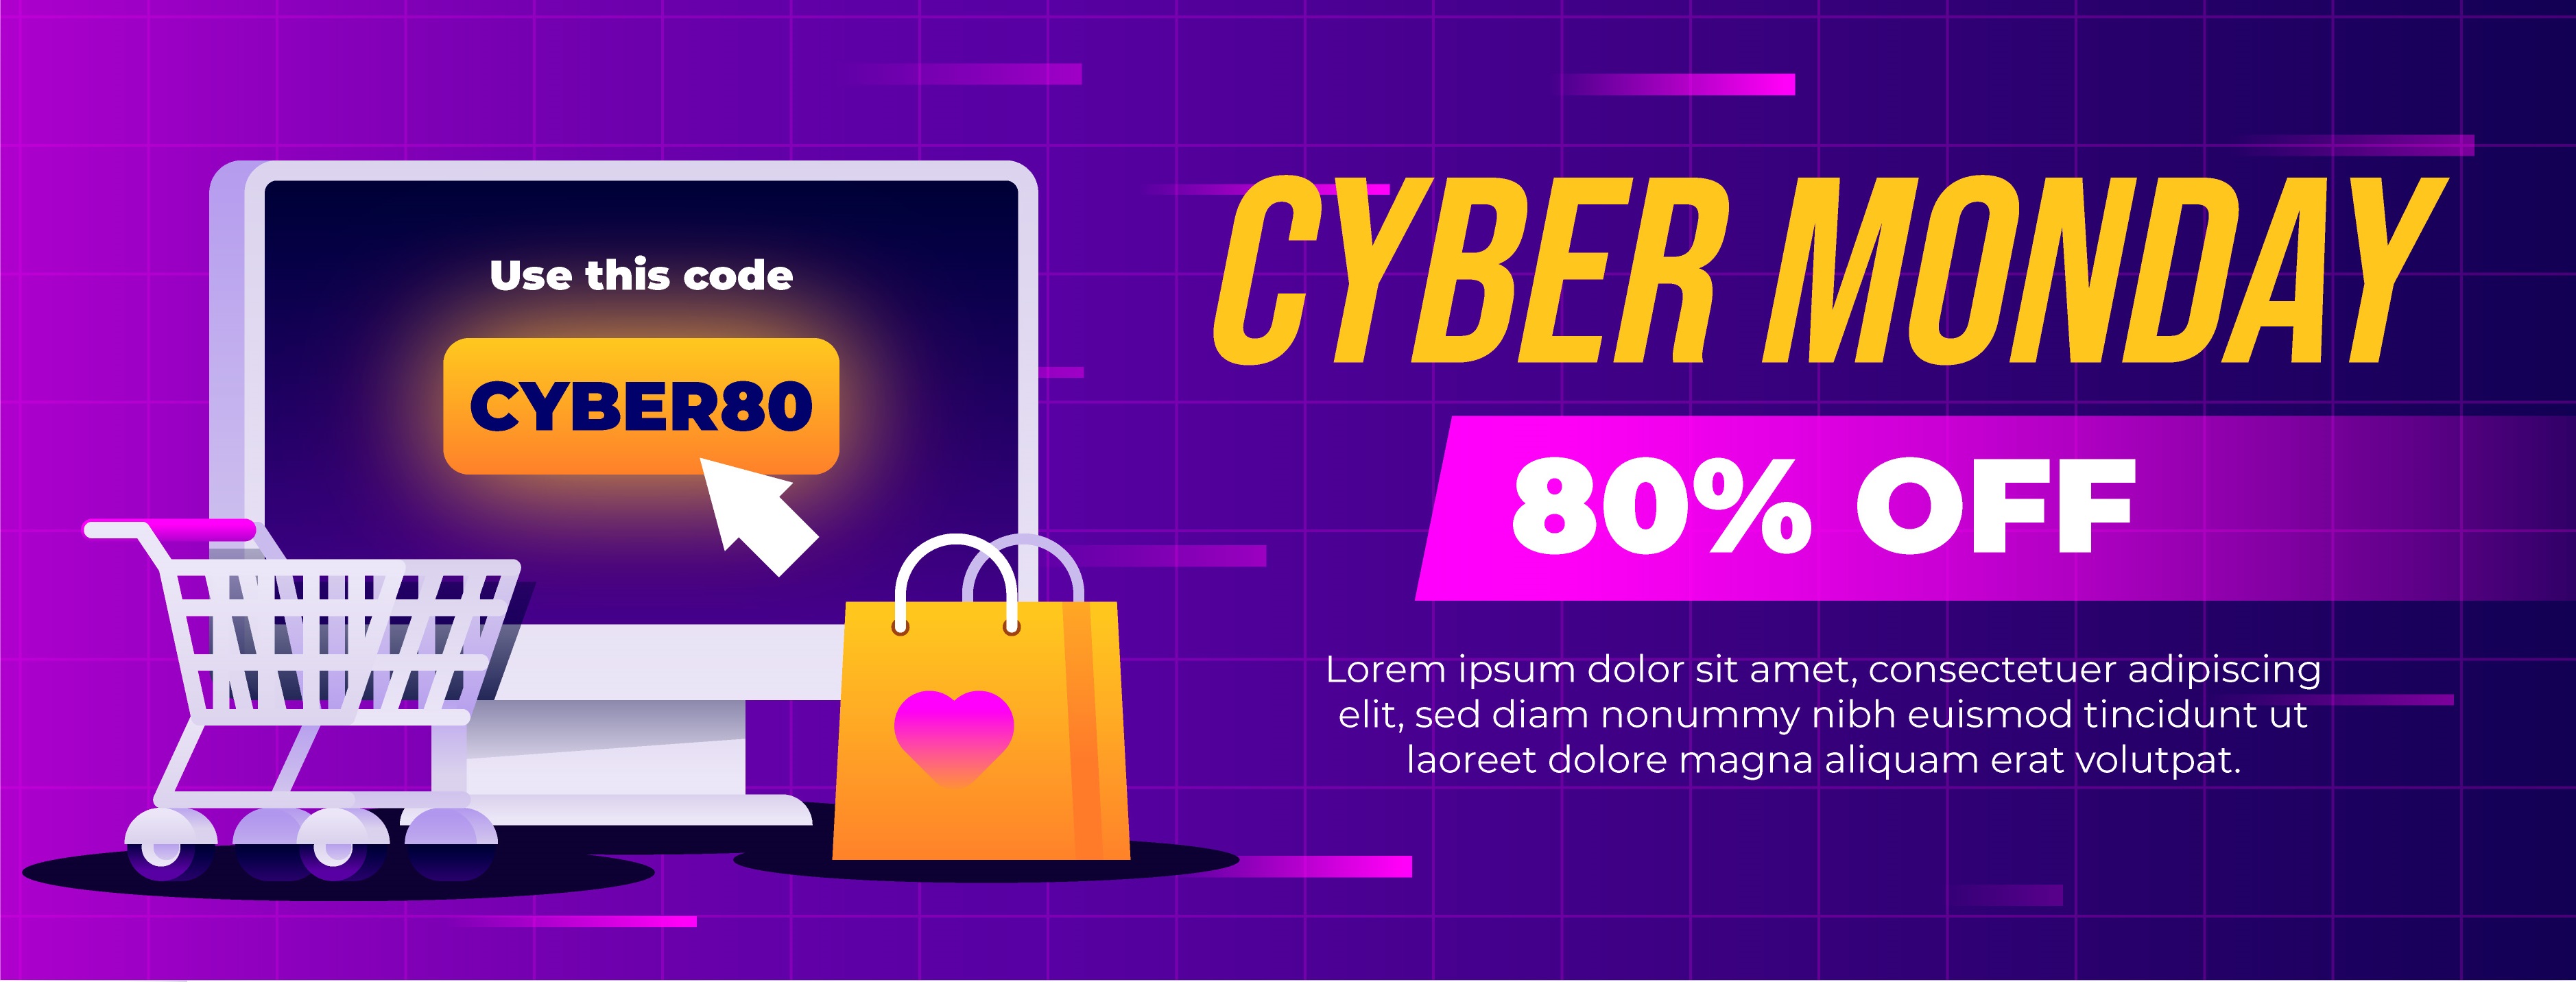 Use this code
CYBER80
CYBER MONDAY
80% OFF
Lorem ipsum dolor sit amet, consectetuer adipiscing
elit, sed diam nonummy nibh euismod tincidunt ut
laoreet dolore magna aliquam erat volutpat.